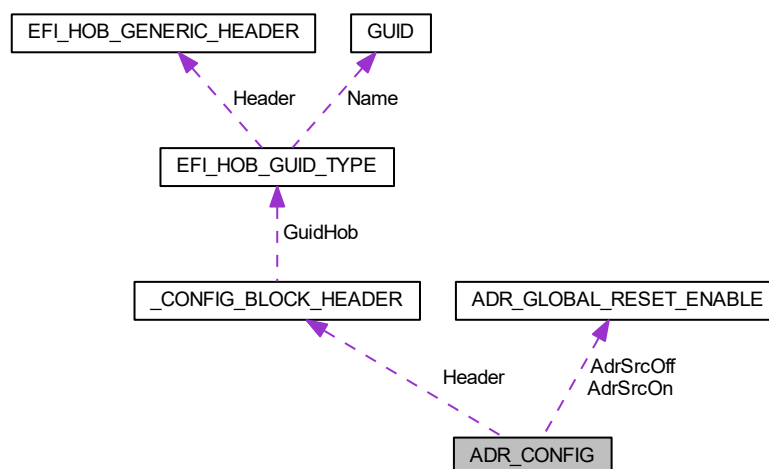 EFI_HOB_GENERIC_HEADER
GUID
Header
Name
EFI_HOB_GUID_TYPE
GuidHob
_CONFIG_BLOCK_HEADER
ADR_GLOBAL_RESET_ENABLE
Header
AdrSrcOff
AdrSrcOn
ADR_CONFIG